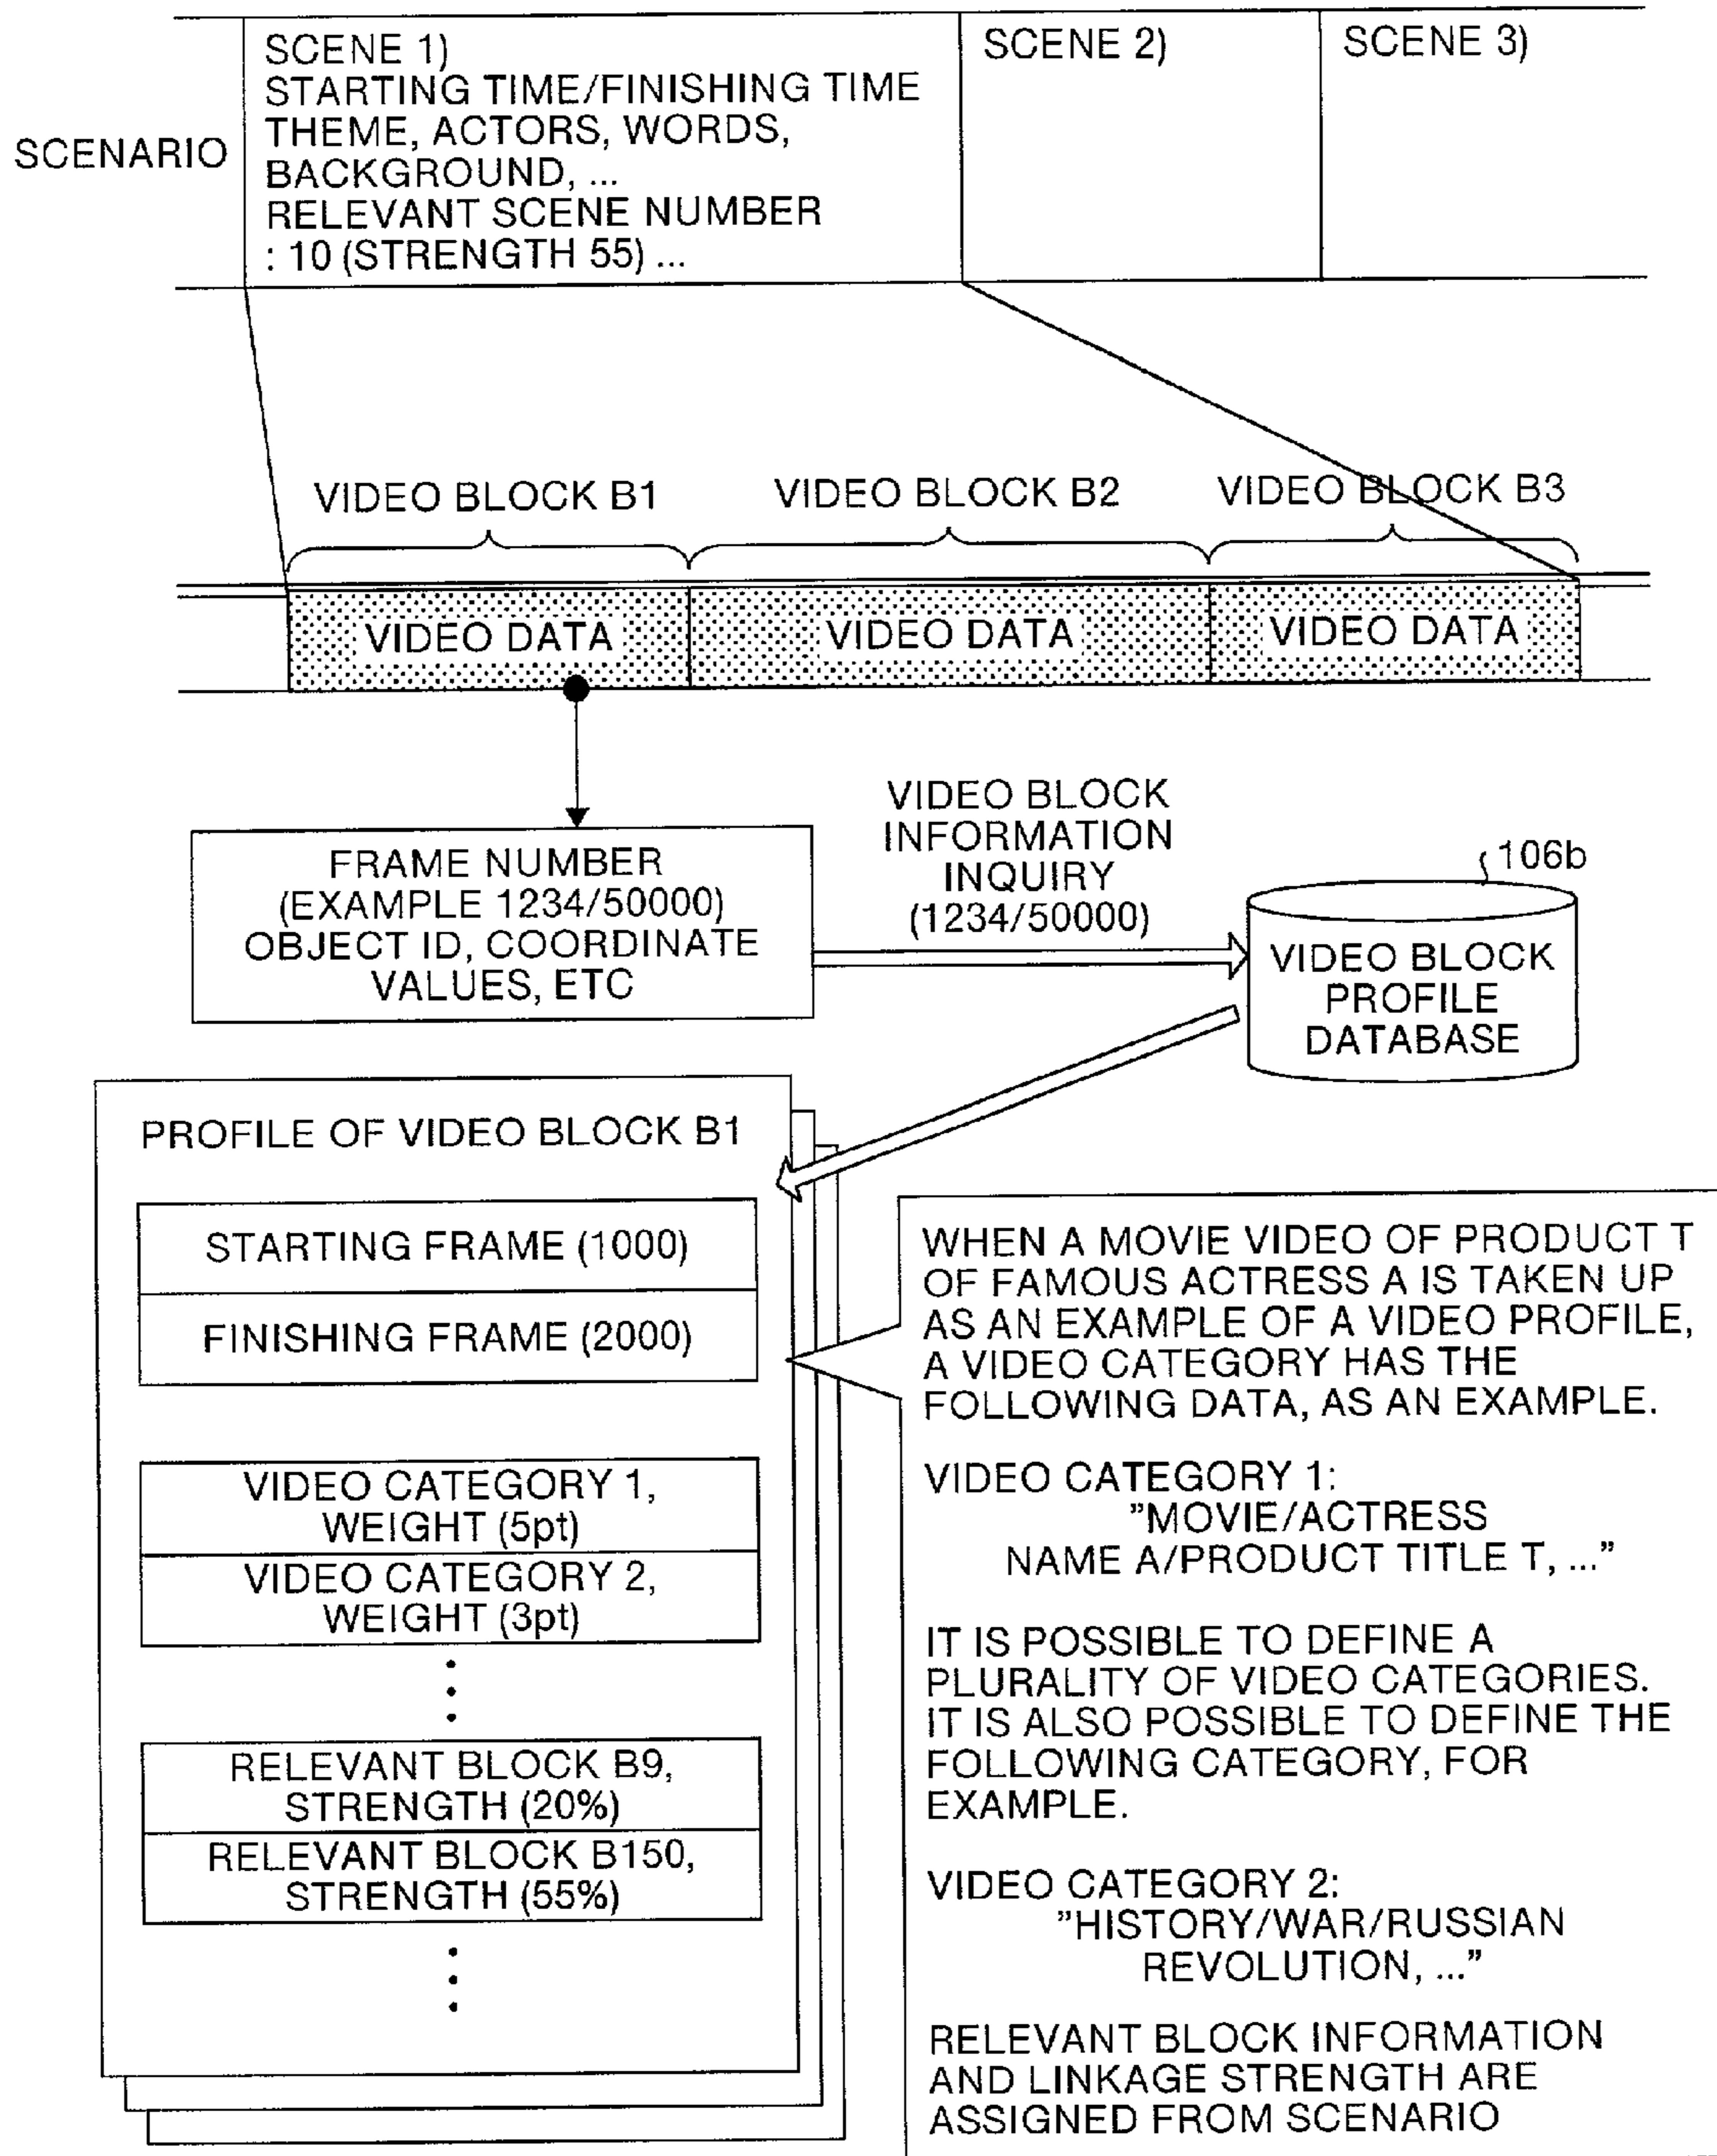 SCENARIO
SCENE 1)
STARTING TIME/FINISHING TIME
THEME, ACTORS, WORDS,
BACKGROUND, ...
RELEVANT SCENE NUMBER
: 10 (STRENGTH 55) ...
SCENE 2)
SCENE 3)
VIDEO BLOCK B1
VIDEO BLOCK B2
VIDEO BLOCK B3
VIDEO DATA
VIDEO DATA
VIDEO DATA
FRAME NUMBER
(EXAMPLE 1234/50000)
OBJECT ID, COORDINATE
VALUES, ETC
VIDEO BLOCK
INFORMATION
INQUIRY
(1234/50000)
106b
VIDEO BLOCK
PROFILE
DATABASE
PROFILE OF VIDEO BLOCK B1
STARTING FRAME (1000)
FINISHING FRAME (2000)
VIDEO CATEGORY 1,
WEIGHT (5pt)
VIDEO CATEGORY 2,
WEIGHT (3pt)
RELEVANT BLOCK B9,
STRENGTH (20%)
RELEVANT BLOCK B150,
STRENGTH (55%)
WHEN A MOVIE VIDEO OF PRODUCT T
OF FAMOUS ACTRESS A IS TAKEN UP
AS AN EXAMPLE OF A VIDEO PROFILE,
A VIDEO CATEGORY HAS THE
FOLLOWING DATA, AS AN EXAMPLE.
VIDEO CATEGORY 1:
”MOVIE/ACTRESS
NAME A/PRODUCT TITLE T, ...”
IT IS POSSIBLE TO DEFINE A
PLURALITY OF VIDEO CATEGORIES.
IT IS ALSO POSSIBLE TO DEFINE THE
FOLLOWING CATEGORY, FOR
EXAMPLE.
VIDEO CATEGORY 2:
”HISTORY/WAR/RUSSIAN
REVOLUTION, ...”
RELEVANT BLOCK INFORMATION
AND LINKAGE STRENGTH ARE
ASSIGNED FROM SCENARIO